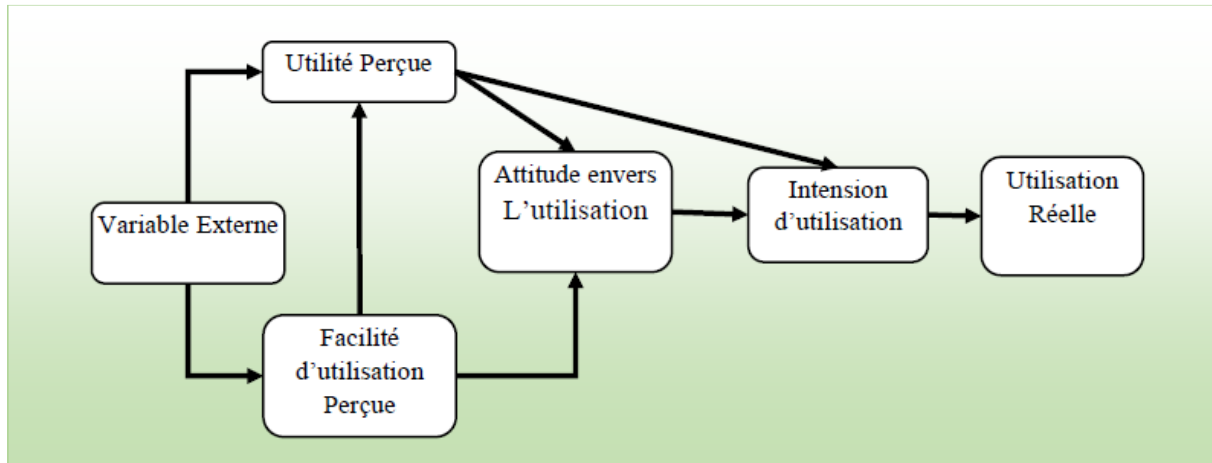 Utilité Perçue
Variable Externe
Facilité
d'utilisation
Perçue
Attitude envers
L'utilisation
Intension
d'utilisation
Utilisation
Réelle